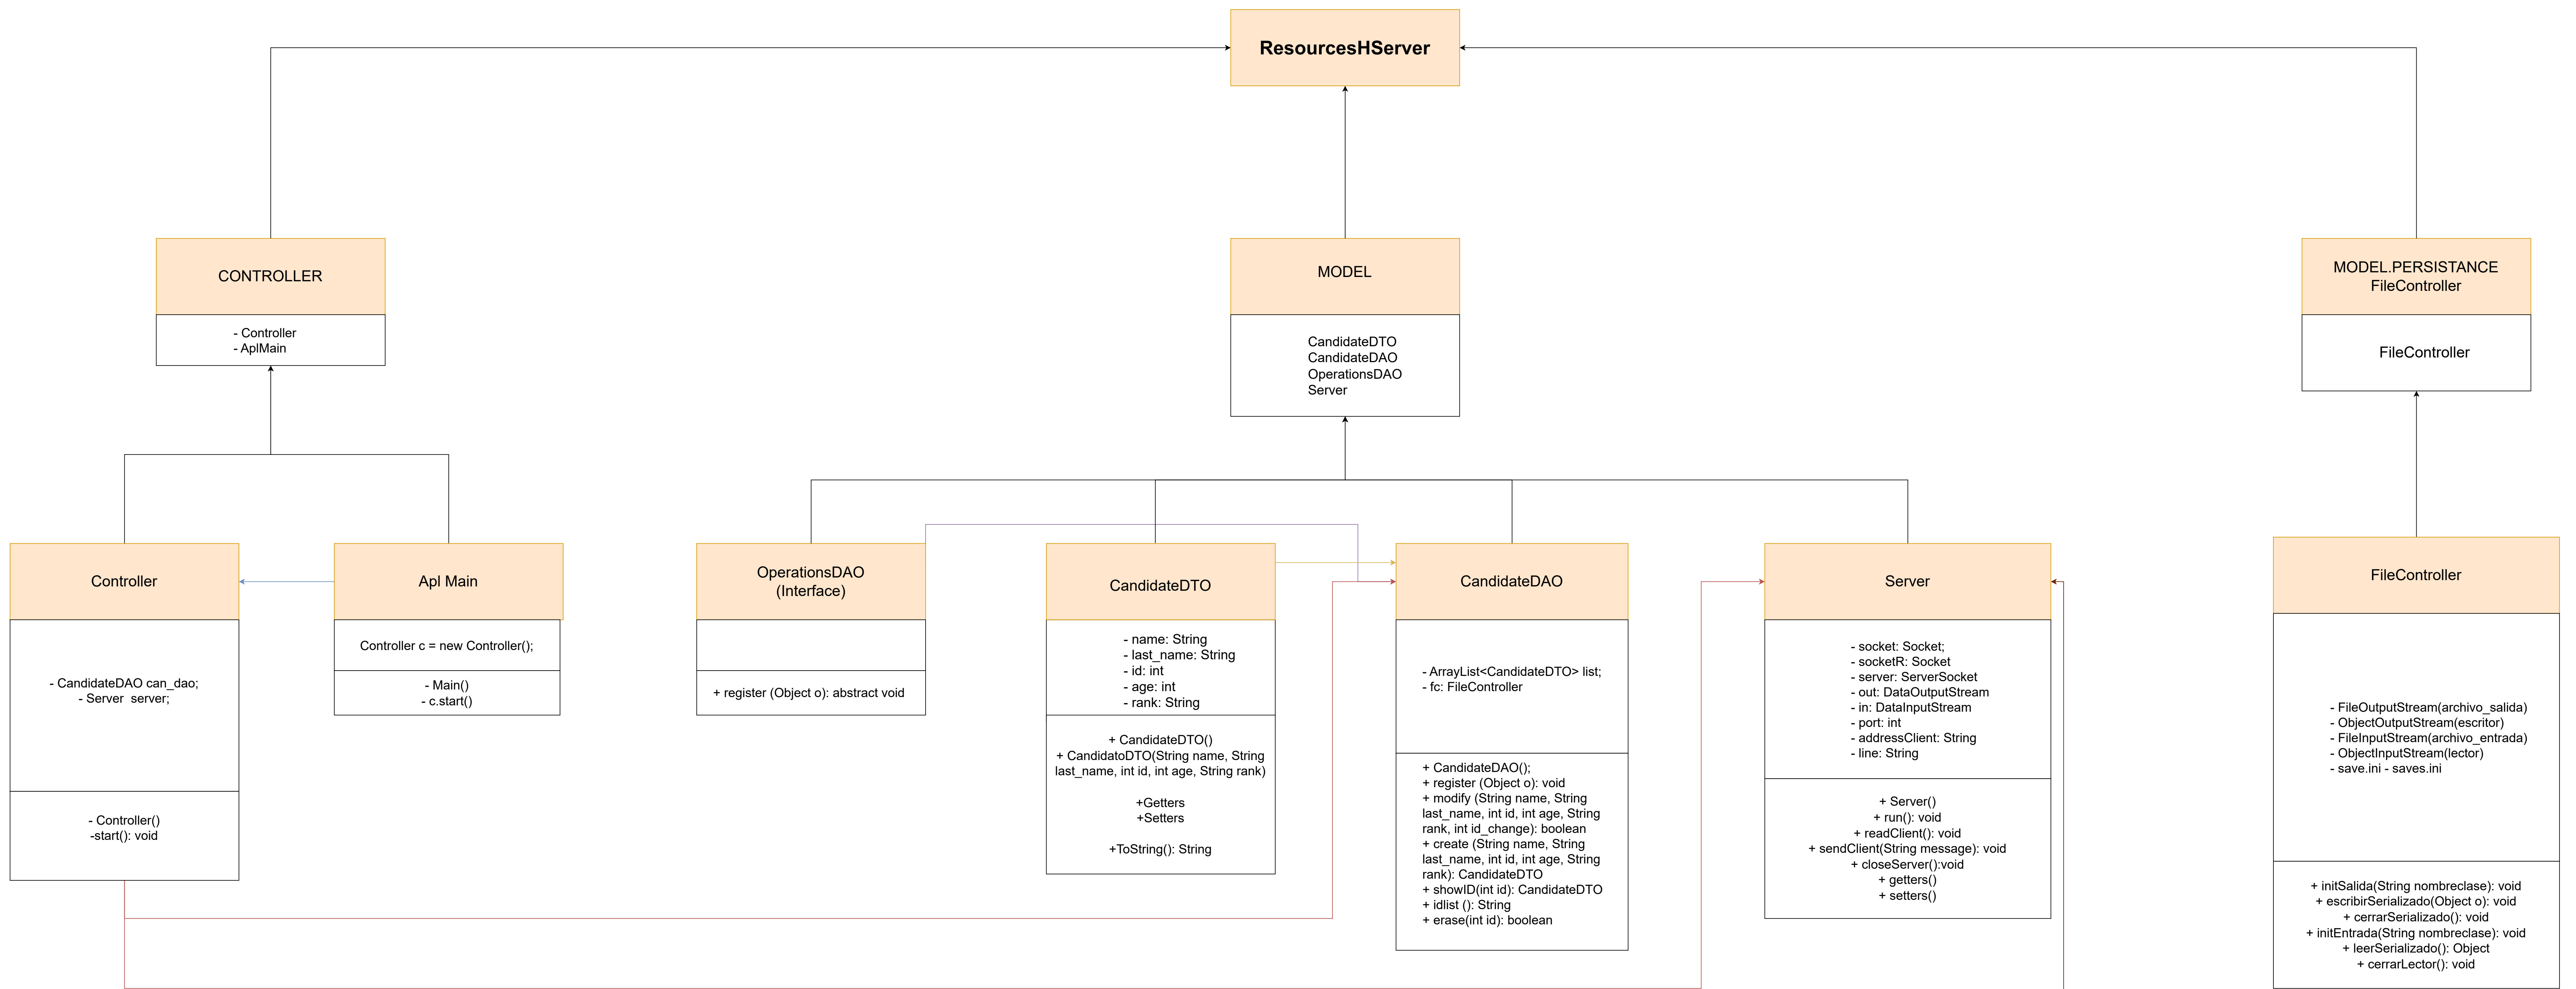 ResourcesHServer
CONTROLLER
- Controller
- AplMain
MODEL
CandidateDTO
CandidateDAO
OperationsDAO
Server
MODEL.PERSISTANCE
FileController
FileController
Controller
- CandidateDAO can_dao;
- Server  server;
- Controller()
-start(): void
Apl Main
Controller c = new Controller();
- Main()
- c.start()
OperationsDAO
(Interface)
+ register (Object o): abstract void
CandidateDTO
- name: String
- last_name: String
- id: int
- age: int
- rank: String
+ CandidateDTO()
+ CandidatoDTO(String name, String
last_name, int id, int age, String rank)
+Getters
+Setters
+ToString(): String
CandidateDAO
- ArrayList<CandidateDTO> list;
- fc: FileController
+ CandidateDAO();
+ register (Object o): void
+ modify (String name, String
last_name, int id, int age, String
rank, int id_change): boolean
+ create (String name, String
last_name, int id, int age, String
rank): CandidateDTO
+ showID(int id): CandidateDTO
+ idlist (): String
+ erase(int id): boolean
Server
- socket: Socket;
- socketR: Socket
- server: ServerSocket
- out: DataOutputStream
- in: DataInputStream
- port: int
- addressClient: String
- line: String
+ Server()
+ run(): void
+ readClient(): void
+ sendClient(String message): void
+ closeServer():void
+ getters()
+ setters()
FileController
- FileOutputStream(archivo_salida)
- ObjectOutputStream(escritor)
- FileInputStream(archivo_entrada)
- ObjectInputStream(lector)
- save.ini - saves.ini
+ initSalida(String nombreclase): void
+ escribirSerializado(Object o): void
+ cerrarSerializado(): void
+ initEntrada(String nombreclase): void
+ leerSerializado(): Object
+ cerrarLector(): void